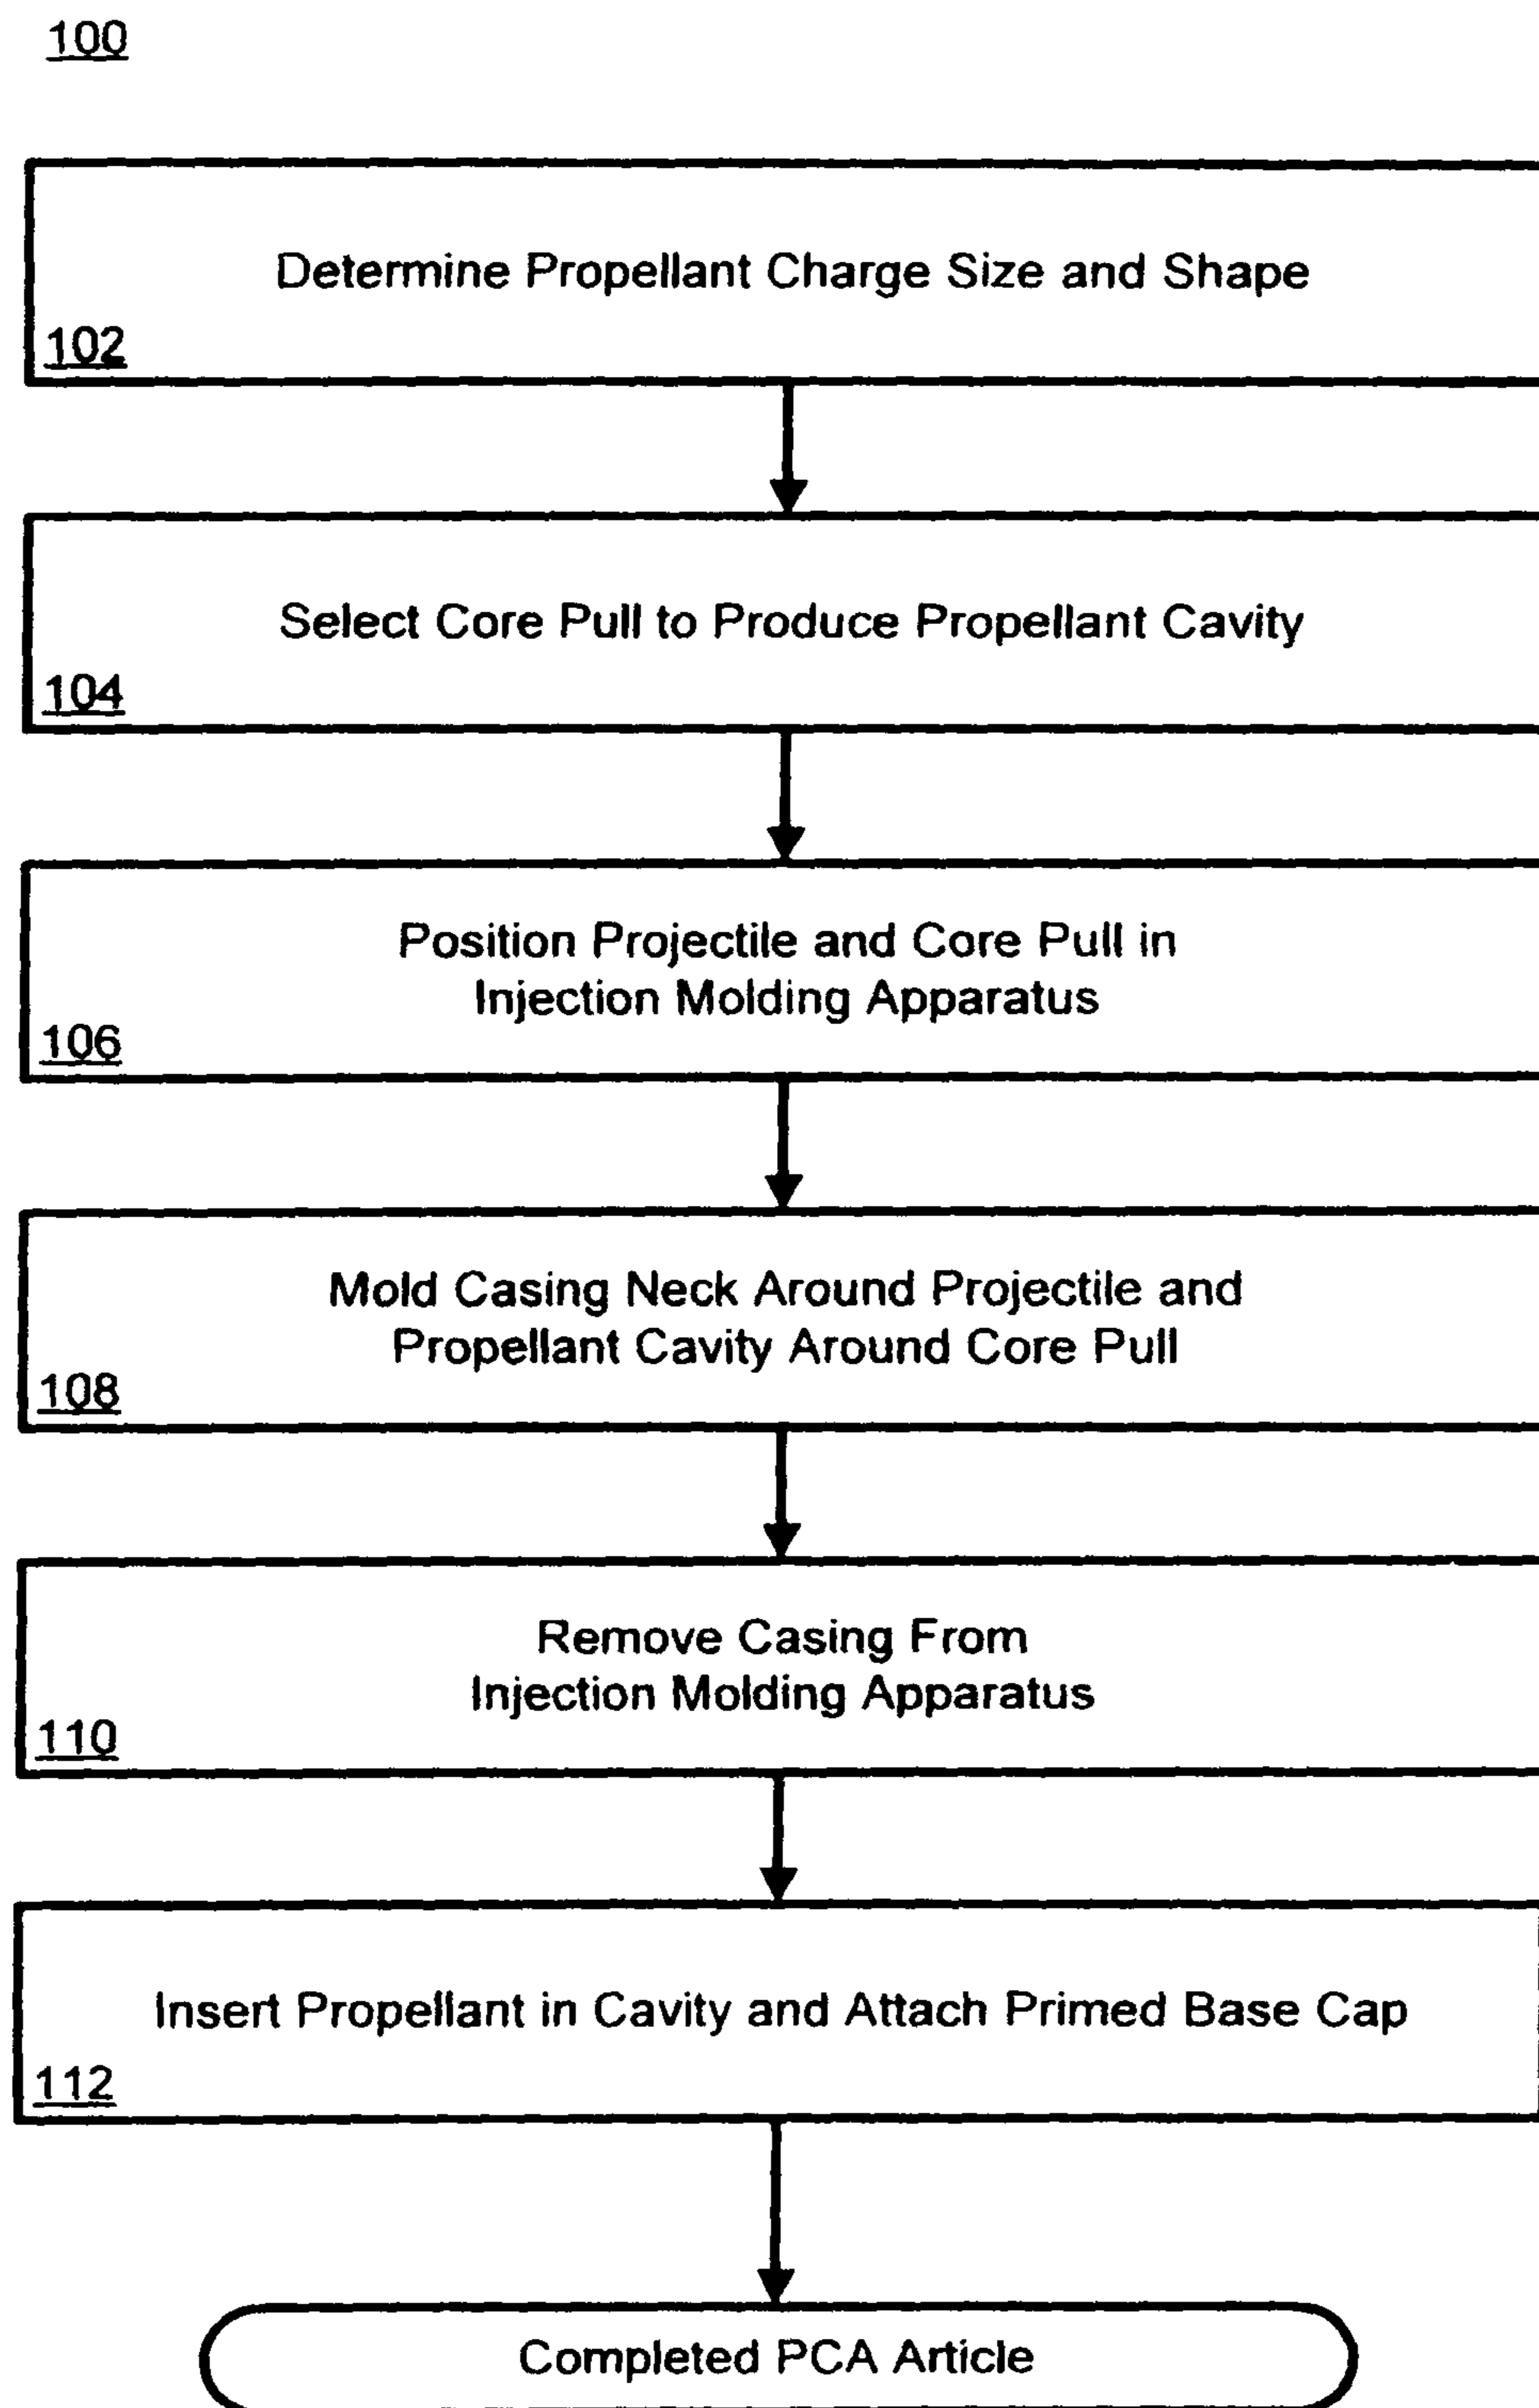 100
Determine Propellant Charge Size and Shape
102
Select Core Pull to Produce Propellant Cavity
104
Position Projectile and Core Pull in
Injection Molding Apparatus
106
Mold Casing Neck Around Projectile and
Propellant Cavity Around Core Pull
108
Remove Casing From
Injection Molding Apparatus
110
Insert Propellant in Cavity and Attach Primed Base Cap
112
Completed PCA Article